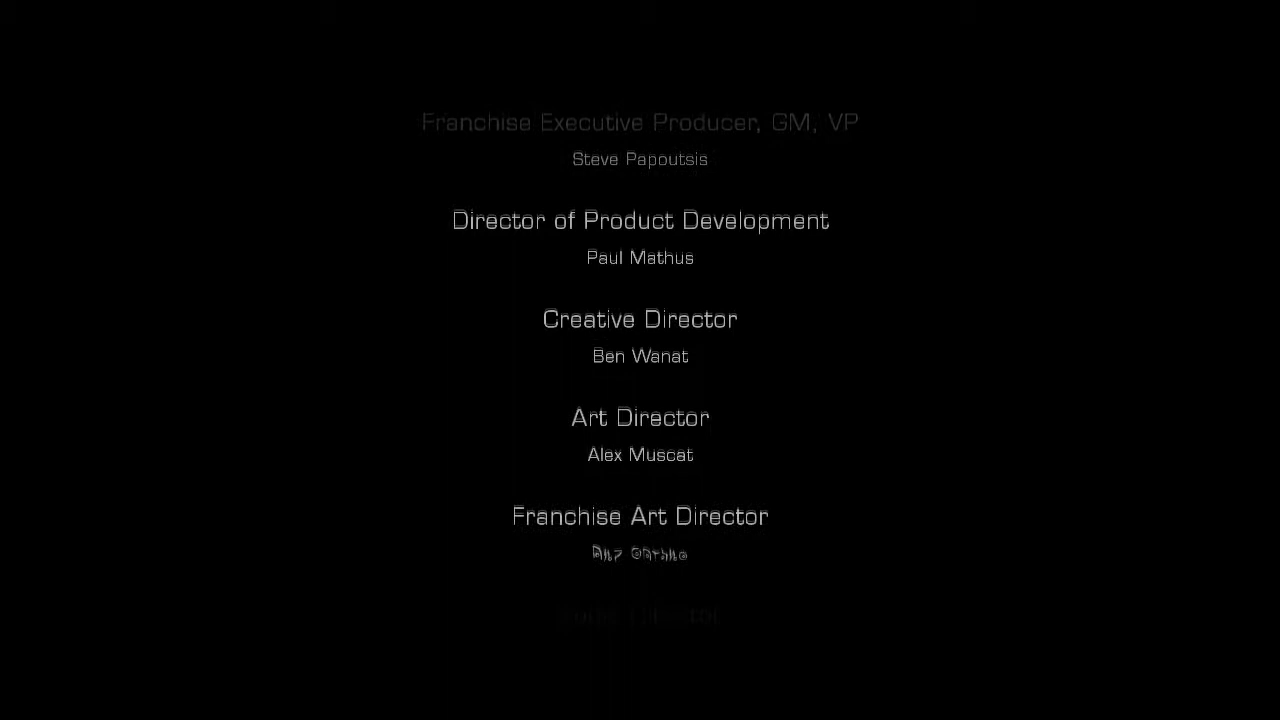 Franchise Executive Producer, GM, VP
Steve Papoutsis
Director of Product Development
Paul Mathus
Creative Director
Ben Wanat
Art Director
Alex Muscat
Franchise Art Director